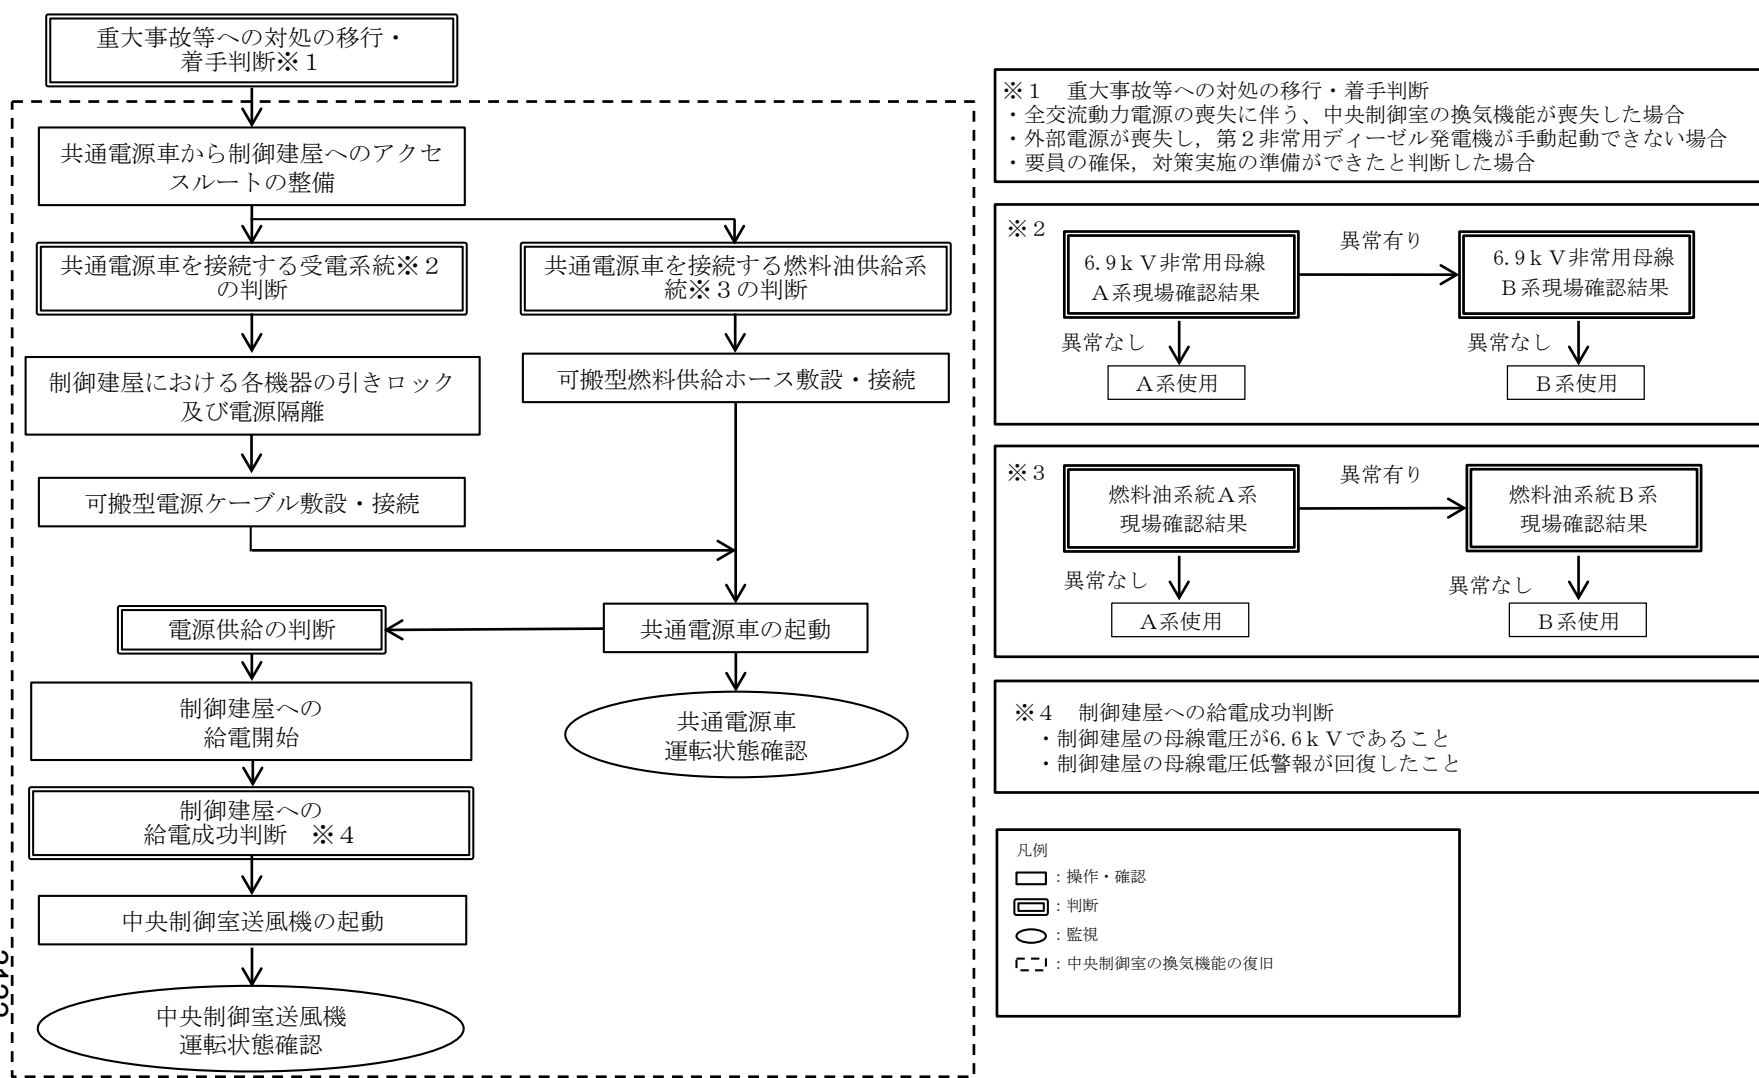 重大事故等への対処の移行・
着手判断※１
共通電源車から制御建屋へのアクセ
スルートの整備
共通電源車を接続する受電系統※２
の判断
共通電源車を接続する燃料油供給系
統※３の判断
制御建屋における各機器の引きロック
及び電源隔離
可搬型燃料供給ホース敷設・接続
可搬型電源ケーブル敷設・接続
電源供給の判断
共通電源車の起動
制御建屋への
給電開始
共通電源車
運転状態確認
制御建屋への
給電成功判断　※４
中央制御室送風機の起動
中央制御室送風機
運転状態確認
※１　重大事故等への対処の移行・着手判断
・全交流動力電源の喪失に伴う、中央制御室の換気機能が喪失した場合
・外部電源が喪失し，第２非常用ディーゼル発電機が手動起動できない場合
・要員の確保，対策実施の準備ができたと判断した場合
※２
6.9ｋＶ非常用母線
Ａ系現場確認結果
異常有り
6.9ｋＶ非常用母線
Ｂ系現場確認結果
異常なし
異常なし
Ａ系使用
Ｂ系使用
※３
燃料油系統Ａ系
現場確認結果
異常有り
燃料油系統Ｂ系
現場確認結果
異常なし
異常なし
Ａ系使用
Ｂ系使用
※４　制御建屋への給電成功判断
・制御建屋の母線電圧が6.6ｋＶであること
・制御建屋の母線電圧低警報が回復したこと
凡例
：操作・確認
：判断
：監視
：中央制御室の換気機能の復旧